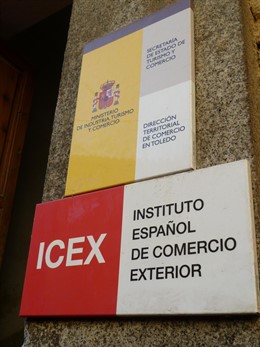 MINISTERIO
DE INDUSTRIA, TURISMO
Y COMERCIO
SECRETARÍA
DE ESTADO DE
TURISMO Y
COMERCIO
DIRECCIÓN
TERRITORIAL
DE COMERCIO
EN TOLEDO
ICEX
INSTITUTO
ESPAÑOL
DE COMERCIO
EXTERIOR